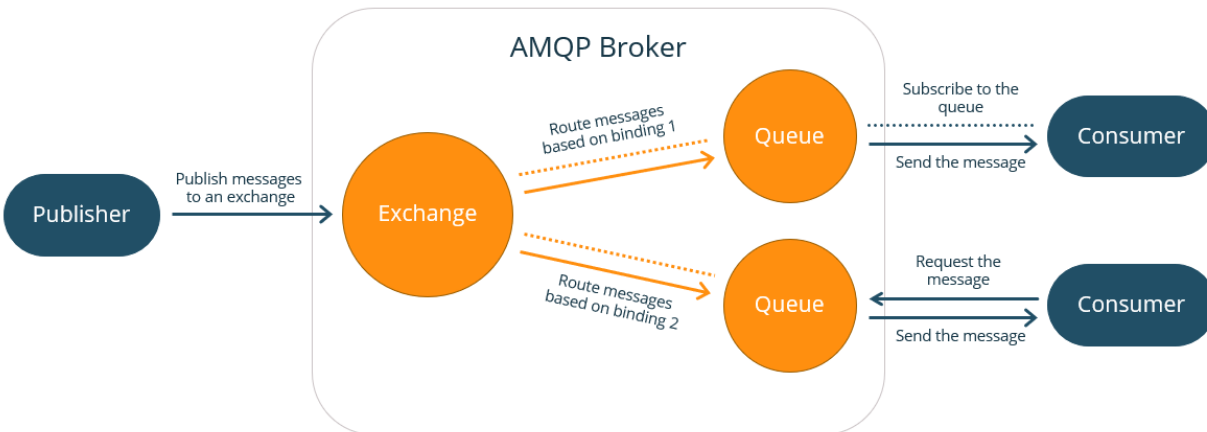 AMQP Broker
Publisher
Publish messages
to an exchange
Exchange
Route messages
based on binding 1
Route messages
based on binding 2
Queue
Subscribe to the
queue
Send the message
Consumer
Queue
Request the
message
Send the message
Consumer